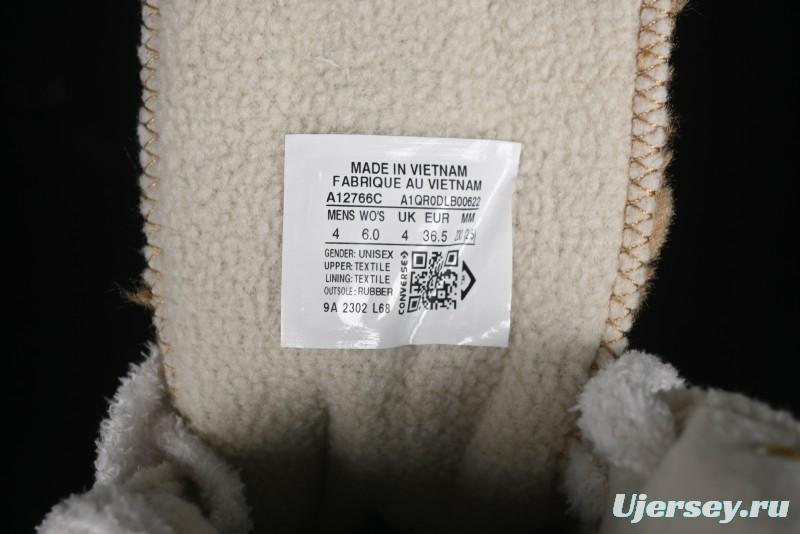 MADE IN VIETNAM
FABRIQUE AU VIETNAM
A12766C A1QR0DLB00622
MENS WO'S UK EUR MM
4 6.0 4 36.5
GENDER: UNISEX
UPPER: TEXTILE
LINING: TEXTILE
OUTSOLE: RUBBER
CONVERSE
9A 2302 L68
Ujersey.ru